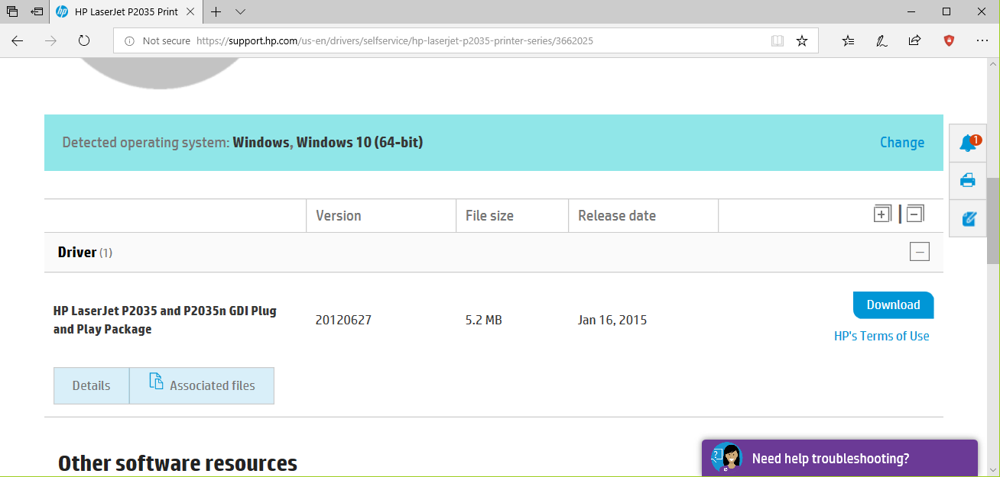 HP LaserJet P2035 Print
Not secure https://support.hp.com/us-en/drivers/selfservice/hp-laserjet-p2035-printer-series/3662025
Detected operating system: Windows, Windows 10 (64-bit)
Change
1
Version File size Release date
Driver (1)
HP LaserJet P2035 and P2035n GDI Plug
and Play Package
20120627 5.2 MB Jan 16, 2015
Download
HP's Terms of Use
Details Associated files
Other software resources
Need help troubleshooting?